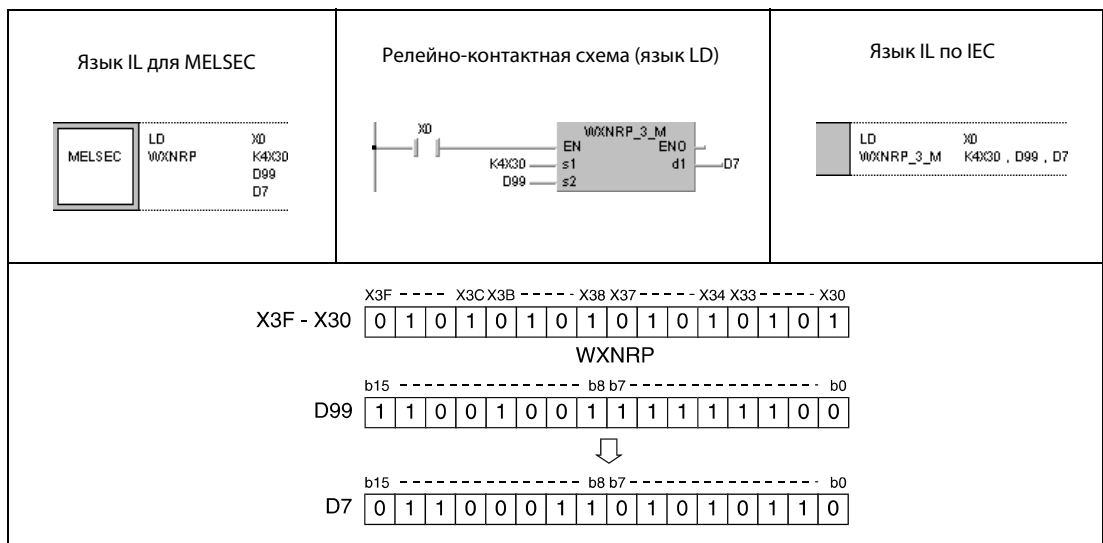 Язык IL для MELSEC
MELSEC
LD X0
WXNRP K4X30
D99
D7
Релейно-контактная схема (язык LD)
X0
WXNRP_3_M
EN ENO
K4X30 s1 d1 D7
D99 s2
Язык IL по IEC
LD X0
WXNRP_3_M K4X30 , D99 , D7
X3F X3C X3B X38 X37 X34 X33 X30
X3F - X30 0 1 0 1 0 1 0 1 0 1 0 1 0 1 0 1
WXNRP
b15 b8 b7 b0
D99 1 1 0 0 1 0 0 1 1 1 1 1 1 1 0 0
b15 b8 b7 b0
D7 0 1 1 0 0 0 1 1 0 1 0 1 0 1 1 0